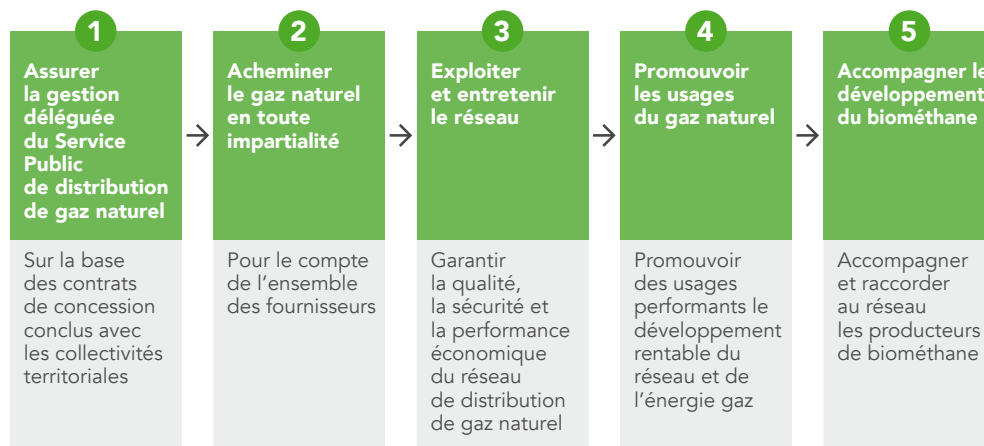 1
Assurer
la gestion
déléguée
du Service
Public
de distribution
de gaz naturel
Sur la base
des contrats
de concession
conclus avec
les collectivités
territoriales
2
Acheminer
le gaz naturel
en toute
impartialité
Pour le compte
de l'ensemble
des fournisseurs
3
Exploiter
et entretenir
le réseau
Garantir
la qualité,
la sécurité et
la performance
économique
du réseau
de distribution
de gaz naturel
4
Promouvoir
les usages
du gaz naturel
Promouvoir
des usages
performants le
développement
rentable du
réseau et de
l'énergie gaz
5
Accompagner le
développement
du biométhane
Accompagner
et raccorder
au réseau
les producteurs
de biométhane